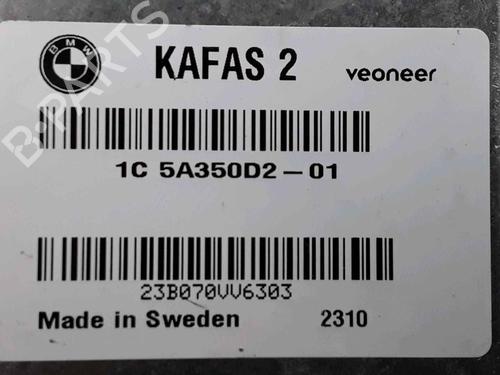 BMW
KAFAS 2
veoneer
B-PARTS
1C 5A350D2-01
23B070VV6303
Made in Sweden 2310